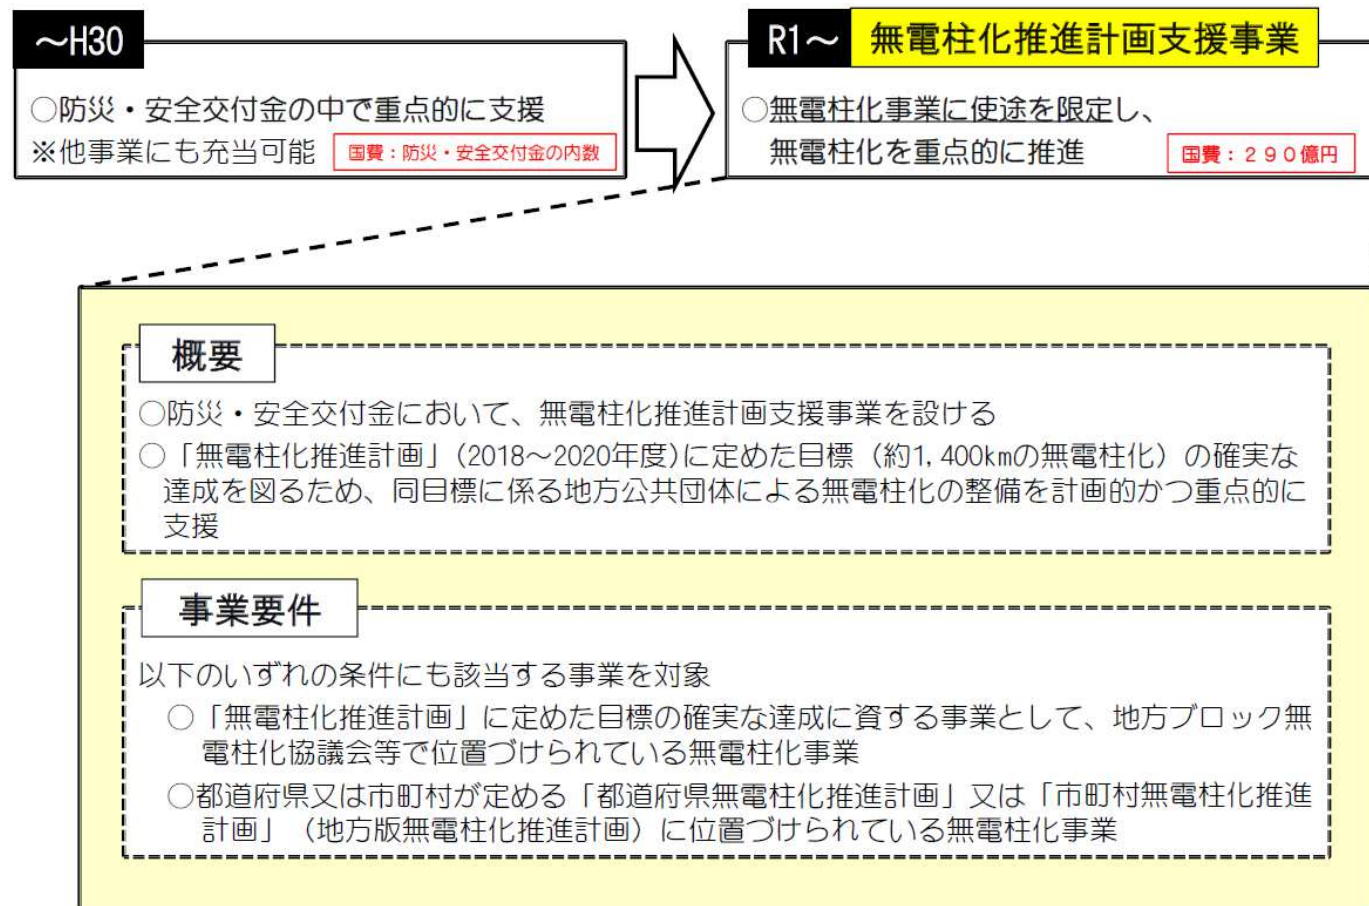 ～H30
○防災・安全交付金の中で重点的に支援
※他事業にも充当可能 国費：防災・安全交付金の内数
R1～ 無電柱化推進計画支援事業
○無電柱化事業に使途を限定し、
無電柱化を重点的に推進 国費：２９０億円
概要
○防災・安全交付金において、無電柱化推進計画支援事業を設ける
○「無電柱化推進計画」(2018～2020年度)に定めた目標（約1,400kmの無電柱化）の確実な
達成を図るため、同目標に係る地方公共団体による無電柱化の整備を計画的かつ重点的に
支援
事業要件
以下のいずれの条件にも該当する事業を対象
○「無電柱化推進計画」に定めた目標の確実な達成に資する事業として、地方ブロック無
電柱化協議会等で位置づけられている無電柱化事業
○都道府県又は市町村が定める「都道府県無電柱化推進計画」又は「市町村無電柱化推進
計画」（地方版無電柱化推進計画）に位置づけられている無電柱化事業